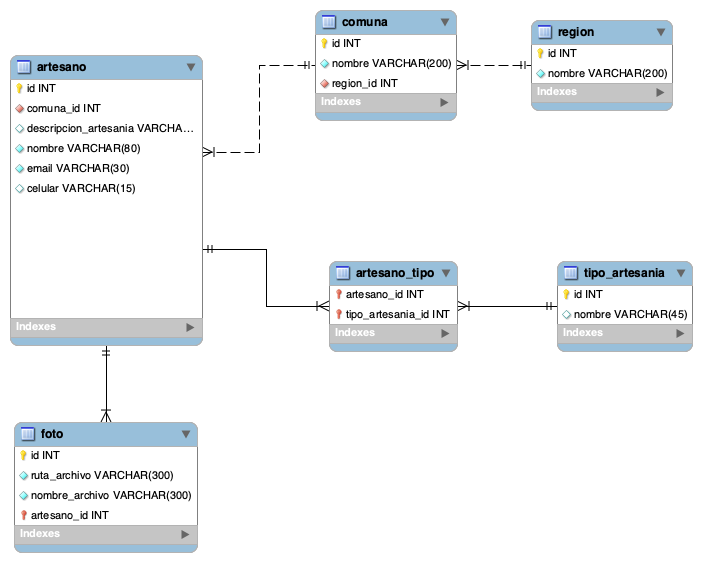 artesano
id INT
comuna_id INT
descripcion_artesania VARCHA...
nombre VARCHAR(80)
email VARCHAR(30)
celular VARCHAR(15)
Indexes
comuna
id INT
nombre VARCHAR(200)
region_id INT
Indexes
region
id INT
nombre VARCHAR(200)
Indexes
artesano_tipo
artesano_id INT
tipo_artesania_id INT
Indexes
tipo_artesania
id INT
nombre VARCHAR(45)
Indexes
foto
id INT
ruta_archivo VARCHAR(300)
nombre_archivo VARCHAR(300)
artesano_id INT
Indexes